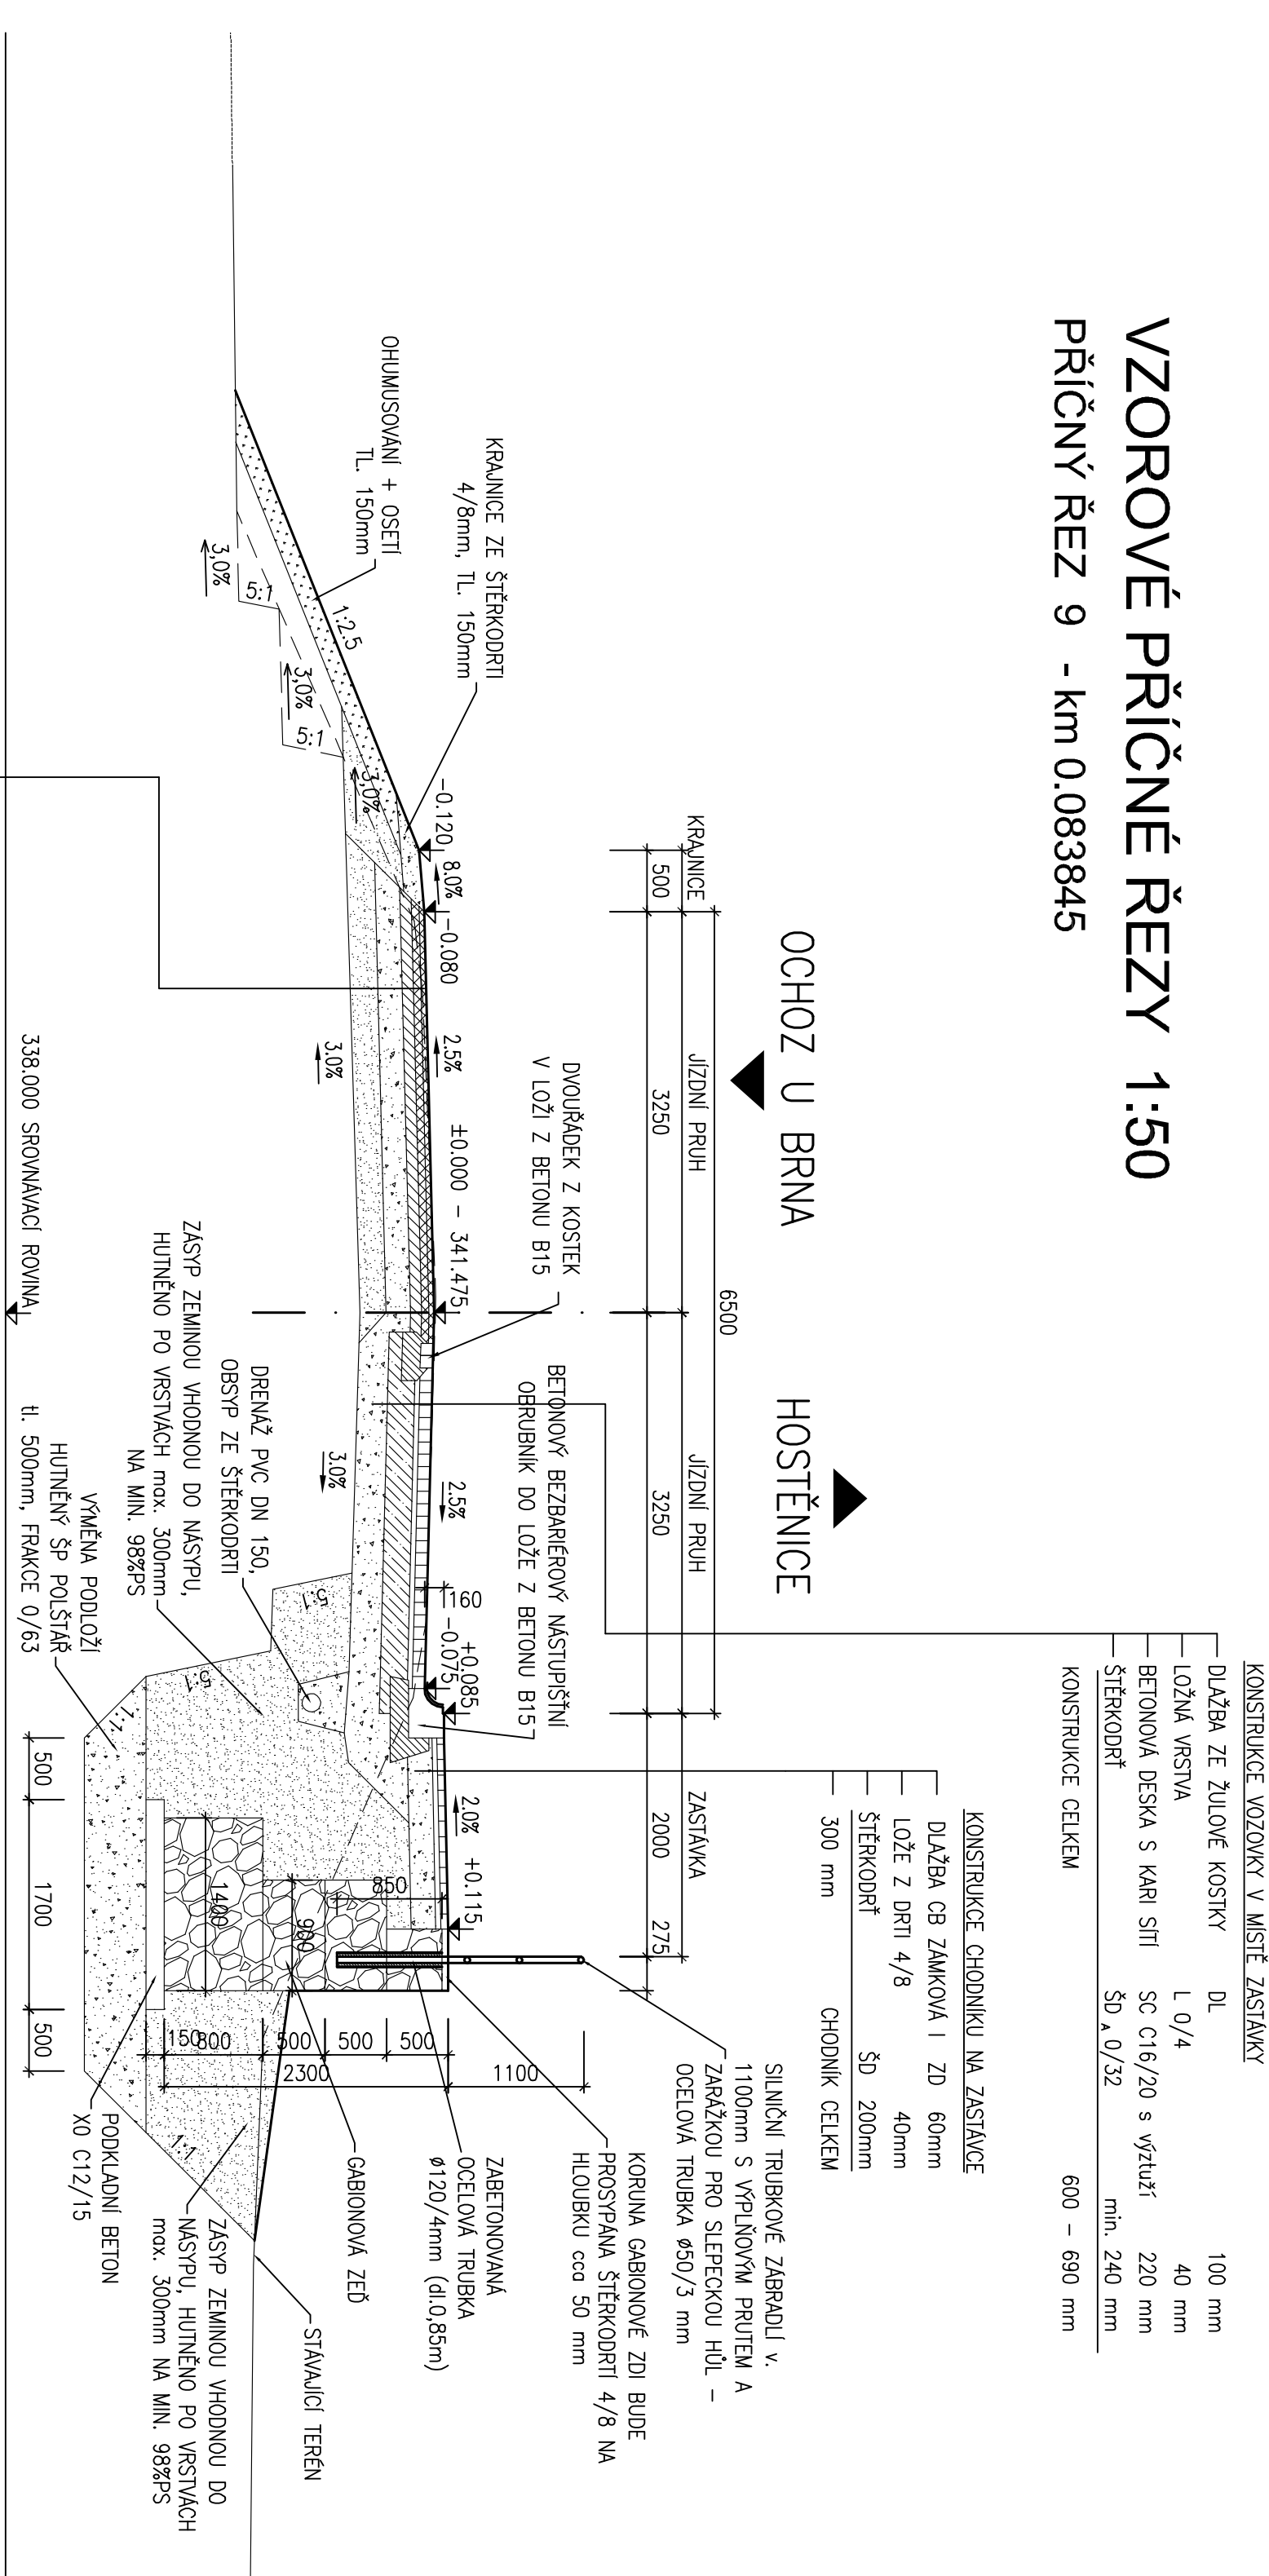 VZOROVÉ PŘÍČNÉ ŘEZY 1:50
PŘÍČNÝ ŘEZ 9 - km 0.083845
KONSTRUKCE VOZOVKY V MÍSTĚ ZASTÁVKY
DLAŽBA ZE ŽULOVÉ KOSTKY DL 100 mm
LOŽNÁ VRSTVA L 0/4 40 mm
BETONOVÁ DESKA S KARI SÍTÍ SC C16/20 s výztuží 220 mm
ŠTĚRKODRŤ ŠDA 0/32 min. 240 mm
KONSTRUKCE CELKEM 600 – 690 mm
KONSTRUKCE CHODNÍKU NA ZASTÁVCE
DLAŽBA CB ZÁMKOVÁ I ZD 60mm
LOŽE Z DRTI 4/8 40mm
ŠTĚRKODRŤ ŠD 200mm
300 mm CHODNÍK CELKEM
OCHOZ U BRNA
HOSTĚNICE
6500
KRAJNICE
JÍZDNÍ PRUH
JÍZDNÍ PRUH
ZASTÁVKA
500
3250
3250
2000
275
SILNIČNÍ TRUBKOVÉ ZÁBRADLÍ v.
1100mm S VÝPLŇOVÝM PRUTEM A
ZARÁŽKOU PRO SLEPECKOU HŮL –
OCELOVÁ TRUBKA ø50/3 mm
KORUNA GABIONOVÉ ZDI BUDE
PROSYPÁNA ŠTĚRKODRTÍ 4/8 NA
HLOUBKU cca 50 mm
ZABETONOVANÁ
OCELOVÁ TRUBKA
ø120/4mm (dl.0,85m)
GABIONOVÁ ZEĎ
STÁVAJÍCÍ TERÉN
ZÁSYP ZEMINOU VHODNOU DO
NÁSYPU, HUTNĚNO PO VRSTVÁCH
max. 300mm NA MIN. 98%PS
PODKLADNÍ BETON
X0 C12/15
KRAJNICE ZE ŠTĚRKODRTI
4/8mm, TL. 150mm
OHUMUSOVÁNÍ + OSETÍ
TL. 150mm
DVOUŘÁDEK Z KOSTEK
V LOŽI Z BETONU B15
BETONOVÝ BEZBARIÉROVÝ NÁSTUPIŠTNÍ
OBRUBNÍK DO LOŽE Z BETONU B15
-0.120
8.0%
-0.080
2.5%
±0.000 – 341.475
2.5%
160
-0.075
+0.085
2.0%
+0.115
850
1:2.5
3,0%
5:1
3,0%
5:1
3,0%
3.0%
3.0%
5:1
5:1
1:1
1:1
900
1400
1100
500
500
500
800
150
2300
DRENÁŽ PVC DN 150,
OBSYP ZE ŠTĚRKODRTI
ZÁSYP ZEMINOU VHODNOU DO NÁSYPU,
HUTNĚNO PO VRSTVÁCH max. 300mm
NA MIN. 98%PS
VÝMĚNA PODLOŽÍ
HUTNĚNÝ ŠP POLŠTÁŘ
tl. 500mm, FRAKCE 0/63
500
1700
500
338.000 SROVNÁVACÍ ROVINA